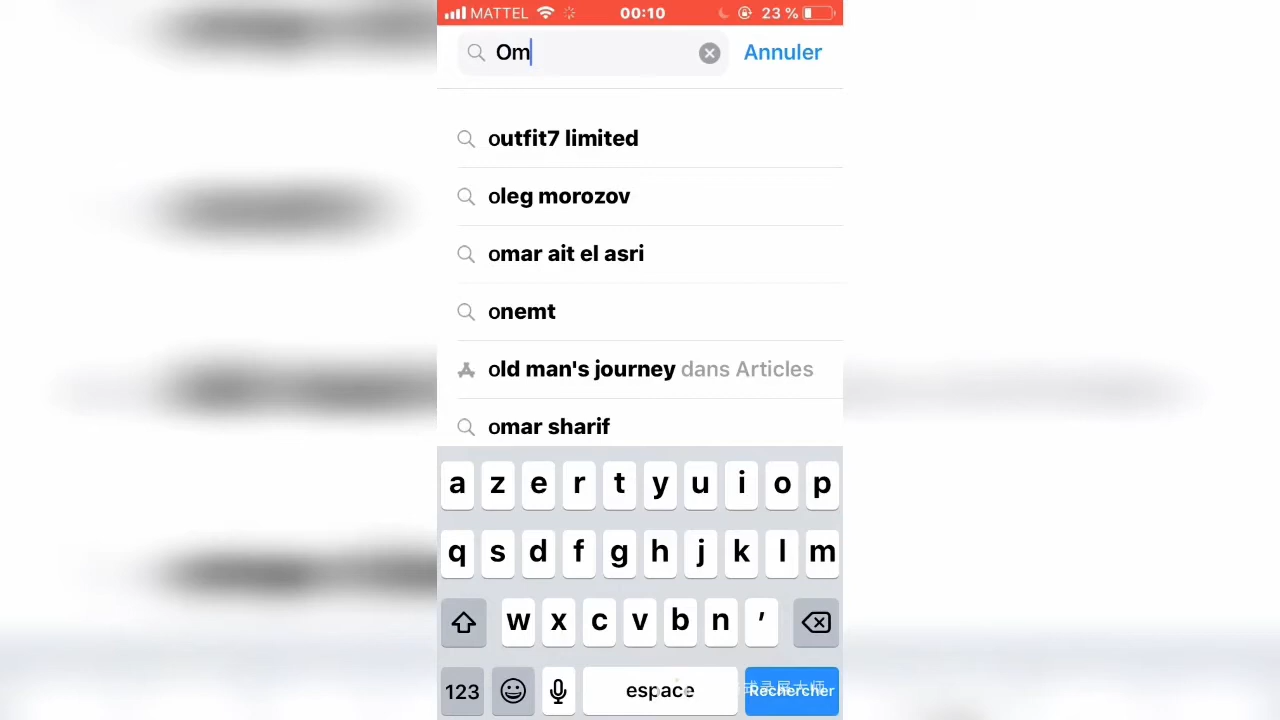 MATTEL 00:10 23 %
Om Annuler
outfit7 limited
oleg morozov
omar ait el asri
onemt
old man's journey dans Articles
omar sharif
a z e r t y u i o p
q s d f g h j k l m
w x c v b n ’
123 espace Rechercher